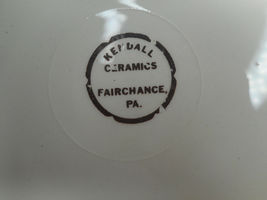 KENDALL
CERAMICS
FAIRCHANCE,
PA.